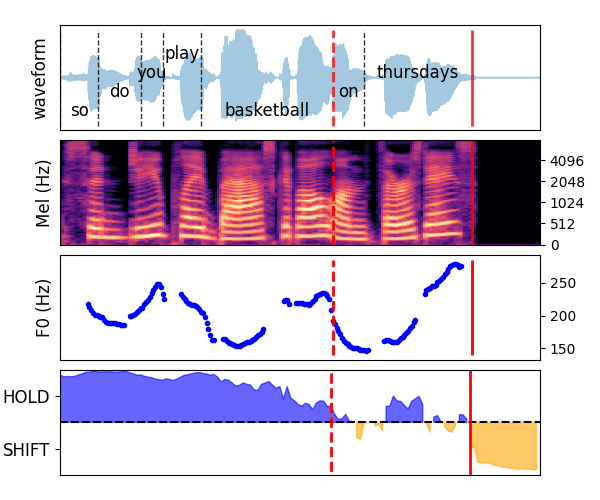 waveform
so
do
you
play
basketball
on
thursdays
Mel (Hz)
4096
2048
1024
512
0
F0 (Hz)
250
200
150
HOLD
SHIFT